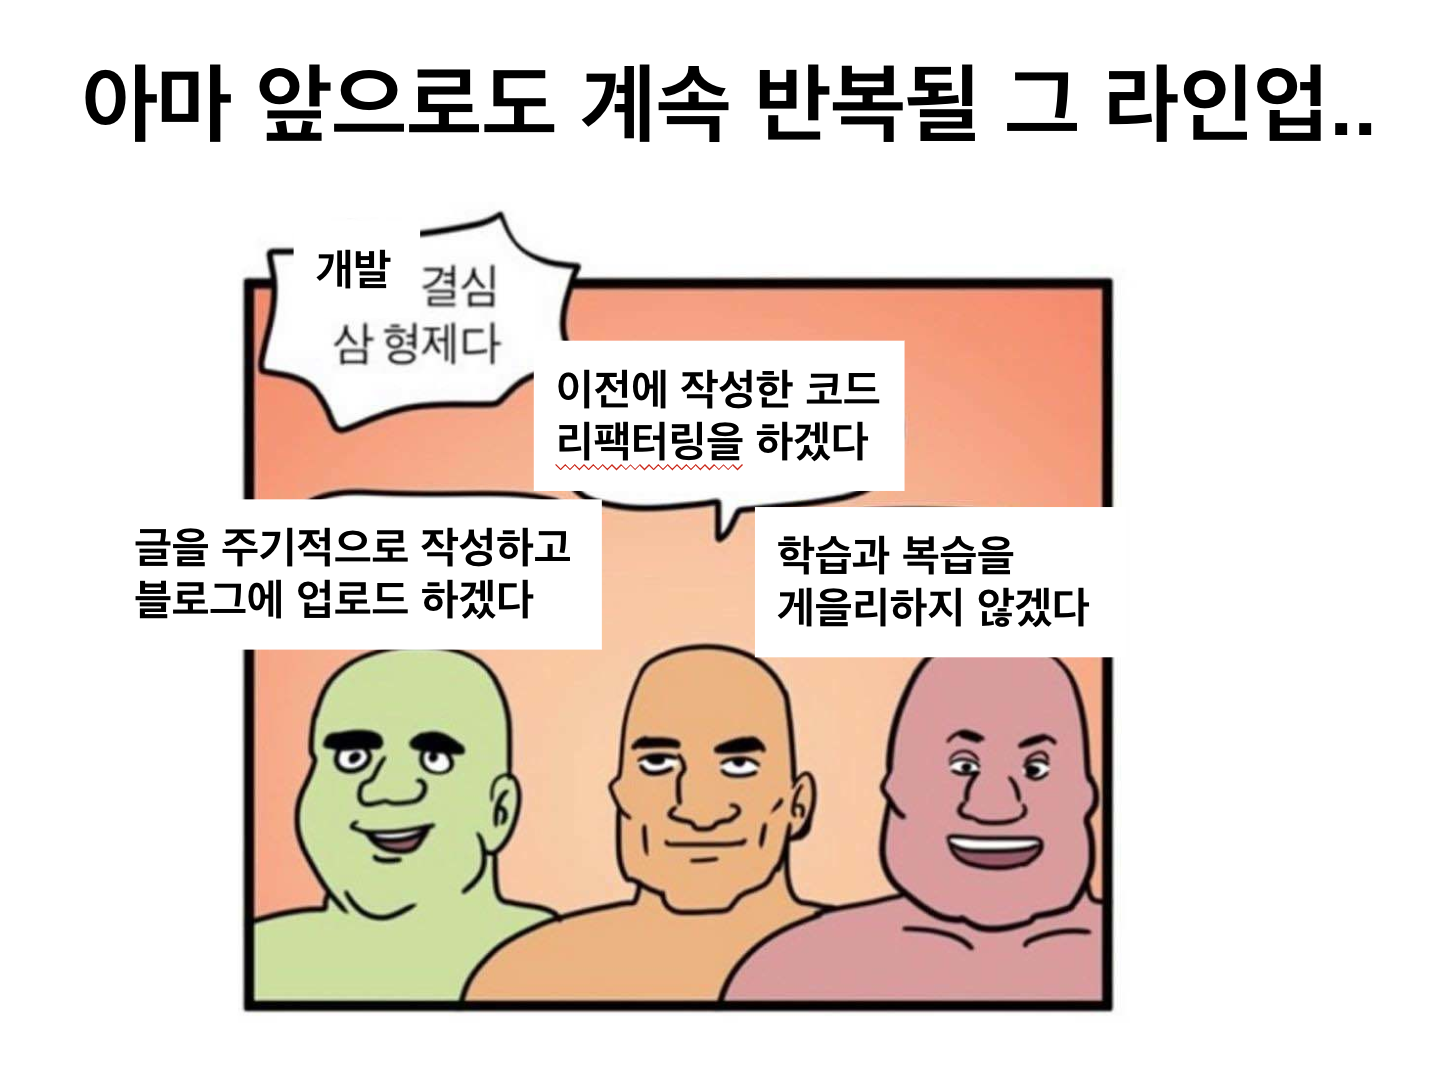 아마 앞으로도 계속 반복될 그 라인업..
개발 결심
삼 형제다
이전에 작성한 코드
리팩터링을 하겠다
글을 주기적으로 작성하고
블로그에 업로드 하겠다
학습과 복습을
게을리하지 않겠다